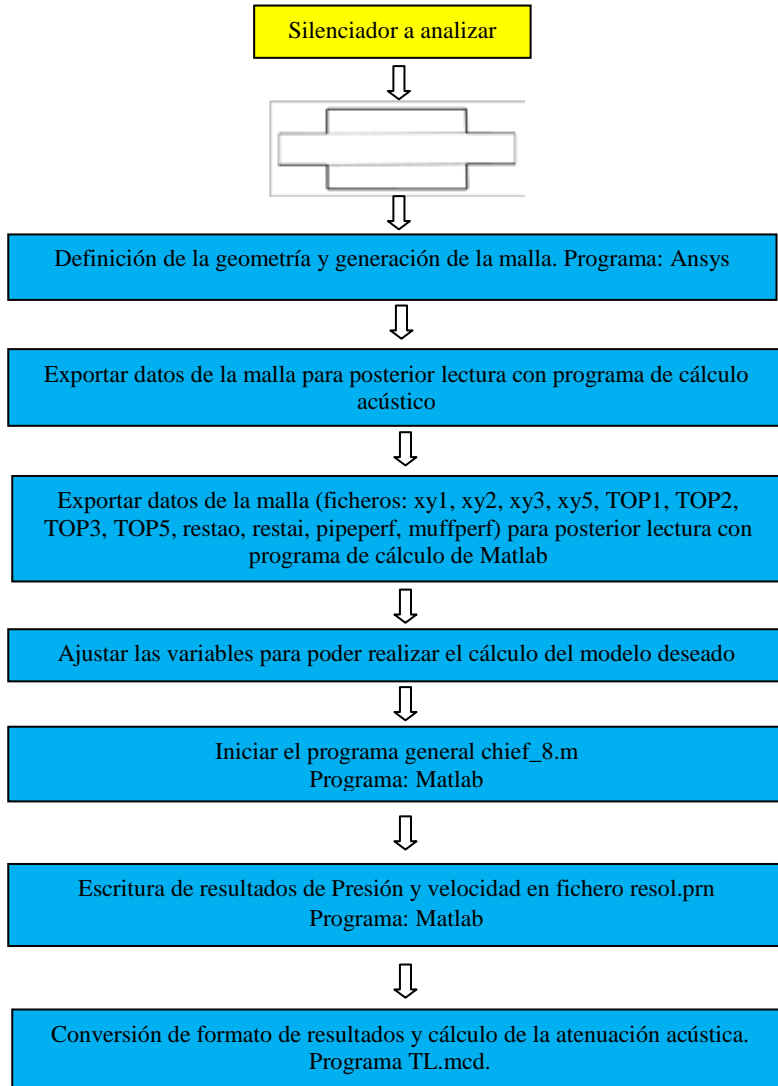 Silenciador a analizar
Definición de la geometría y generación de la malla. Programa: Ansys
Exportar datos de la malla para posterior lectura con programa de cálculo
acústico
Exportar datos de la malla (ficheros: xy1, xy2, xy3, xy5, TOP1, TOP2,
TOP3, TOP5, restao, restai, pipeperf, muffperf) para posterior lectura con
programa de cálculo de Matlab
Ajustar las variables para poder realizar el cálculo del modelo deseado
Iniciar el programa general chief_8.m
Programa: Matlab
Escritura de resultados de Presión y velocidad en fichero resol.prn
Programa: Matlab
Conversión de formato de resultados y cálculo de la atenuación acústica.
Programa TL.mcd.